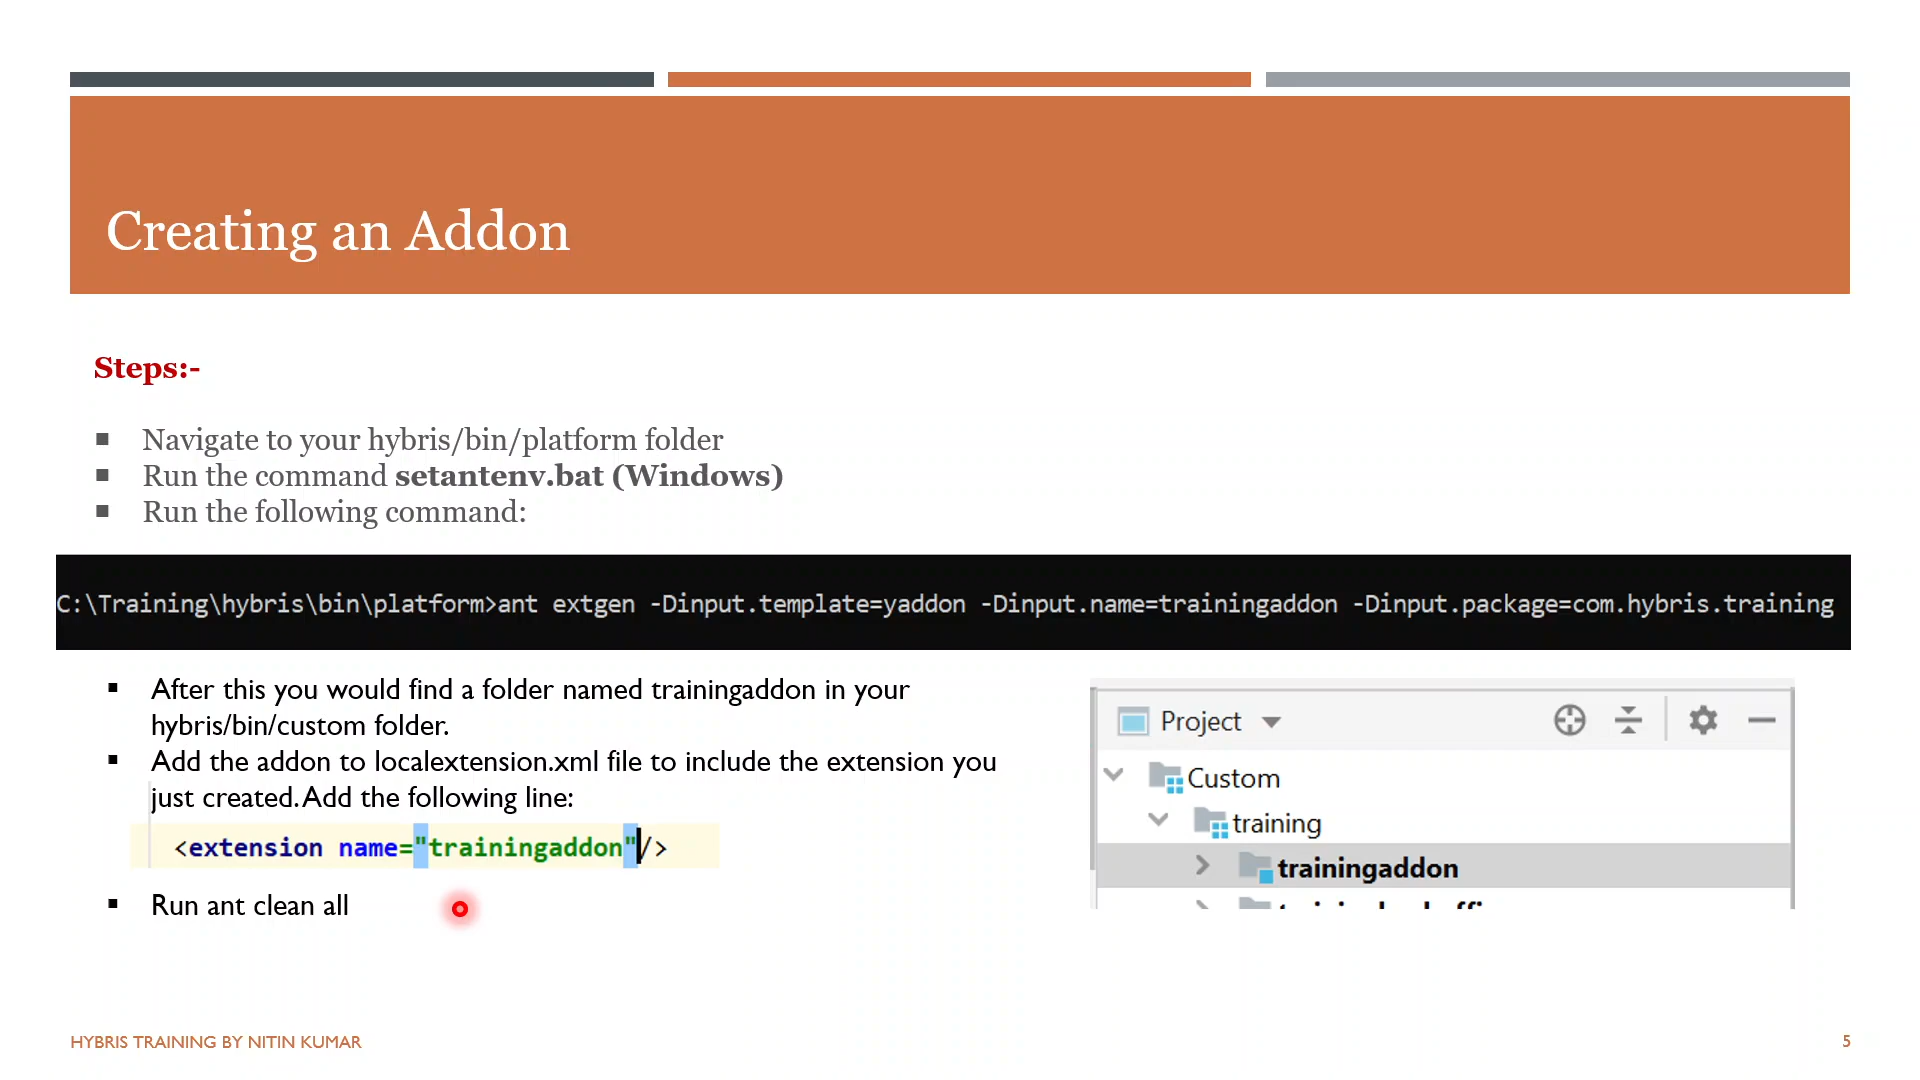 Creating an Addon
Steps:-
▪ Navigate to your hybris/bin/platform folder
▪ Run the command setantenv.bat (Windows)
▪ Run the following command:
C:\Training\hybris\bin\platform>ant extgen -Dinput.template=yaddon -Dinput.name=trainingaddon -Dinput.package=com.hybris.training
▪ After this you would find a folder named trainingaddon in your
hybris/bin/custom folder.
▪ Add the addon to localextension.xml file to include the extension you
just created. Add the following line:
<extension name="trainingaddon"/>
▪ Run ant clean all
Project
Custom
training
trainingaddon
HYBRIS TRAINING BY NITIN KUMAR
5